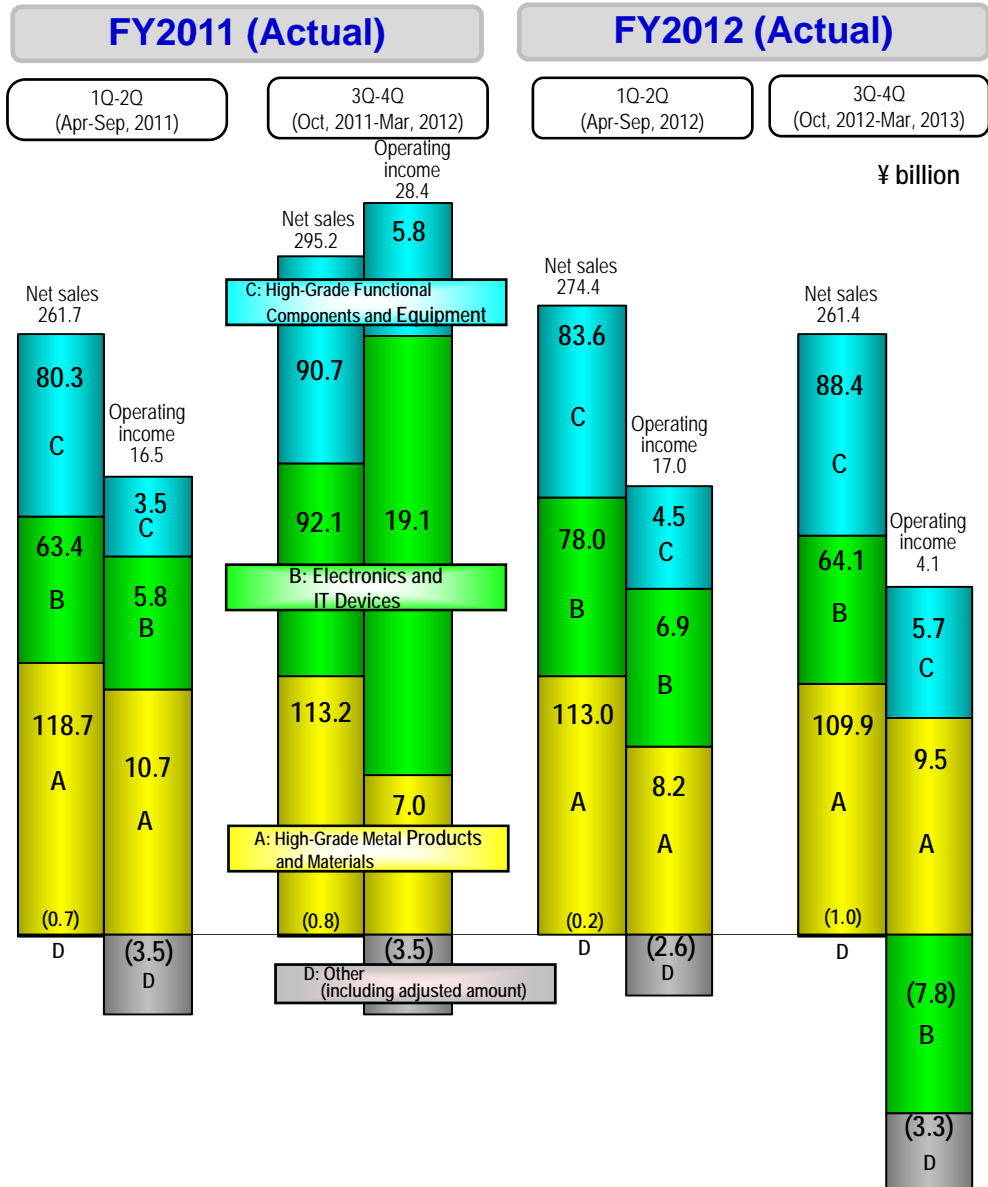 FY2011 (Actual)
FY2012 (Actual)
1Q-2Q
(Apr-Sep, 2011)
3Q-4Q
(Oct, 2011-Mar, 2012)
1Q-2Q
(Apr-Sep, 2012)
3Q-4Q
(Oct, 2012-Mar, 2013)
¥ billion
Net sales
261.7
80.3
C
63.4
B
118.7
A
(0.7)
D
Operating
income
16.5
3.5
C
5.8
B
10.7
A
(3.5)
D
Net sales
295.2
90.7
92.1
113.2
(0.8)
Operating
income
28.4
5.8
19.1
7.0
(3.5)
C: High-Grade Functional
Components and Equipment
B: Electronics and
IT Devices
A: High-Grade Metal Products
and Materials
D: Other
(including adjusted amount)
Net sales
274.4
83.6
C
78.0
B
113.0
A
(0.2)
D
Operating
income
17.0
4.5
C
6.9
B
8.2
A
(2.6)
D
Net sales
261.4
88.4
C
64.1
B
109.9
A
(1.0)
D
Operating
income
4.1
5.7
C
9.5
A
(7.8)
B
(3.3)
D